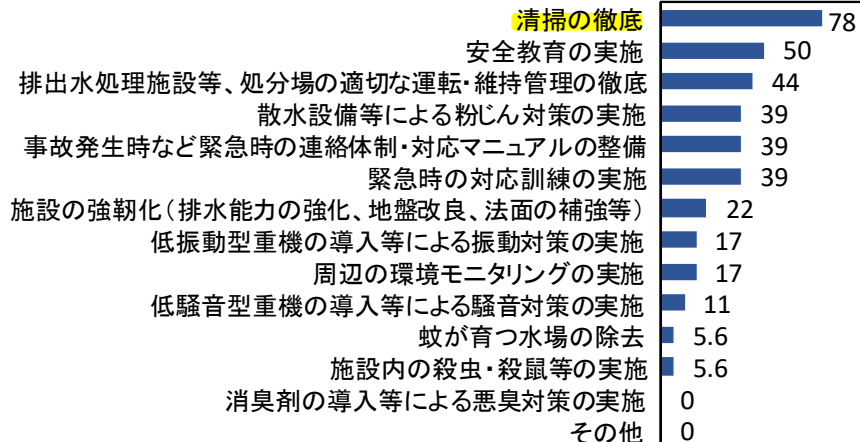 清掃の徹底 78
安全教育の実施 50
排出水処理施設等、処分場の適切な運転・維持管理の徹底 44
散水設備等による粉じん対策の実施 39
事故発生時など緊急時の連絡体制・対応マニュアルの整備 39
緊急時の対応訓練の実施 39
施設の強靭化（排水能力の強化、地盤改良、法面の補強等） 22
低振動型重機の導入等による振動対策の実施 17
周辺の環境モニタリングの実施 17
低騒音型重機の導入等による騒音対策の実施 11
蚊が育つ水場の除去 5.6
施設内の殺虫・殺鼠等の実施 5.6
消臭剤の導入等による悪臭対策の実施 0
その他 0